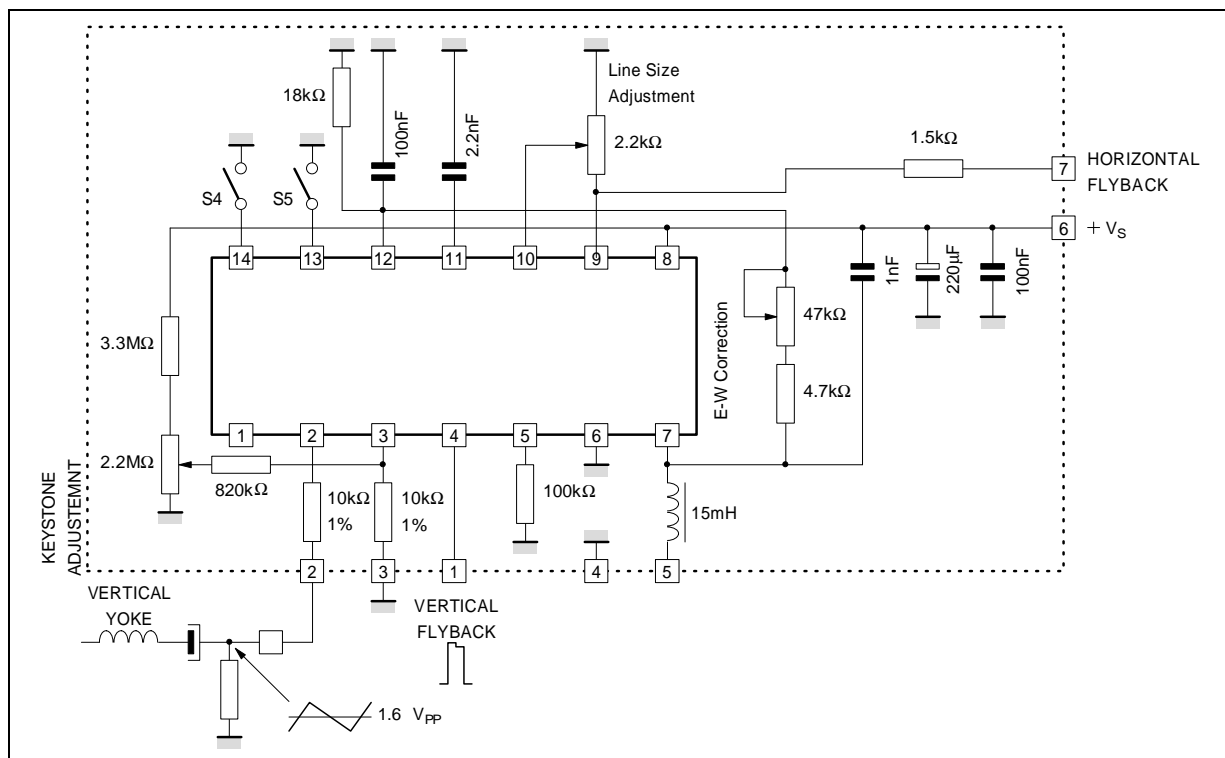 Line Size
Adjustment
18kΩ
100nF
2.2nF
2.2kΩ
1.5kΩ
7
HORIZONTAL
FLYBACK
S4
S5
6
+ VS
14
13
12
11
10
9
8
1nF
220µF
100nF
3.3MΩ
47kΩ
E-W Correction
4.7kΩ
1
2
3
4
5
6
7
2.2MΩ
820kΩ
10kΩ
1%
10kΩ
1%
100kΩ
15mH
KEYSTONE
ADJUSTEMNT
2
3
1
4
5
VERTICAL
YOKE
VERTICAL
FLYBACK
1.6 VPP